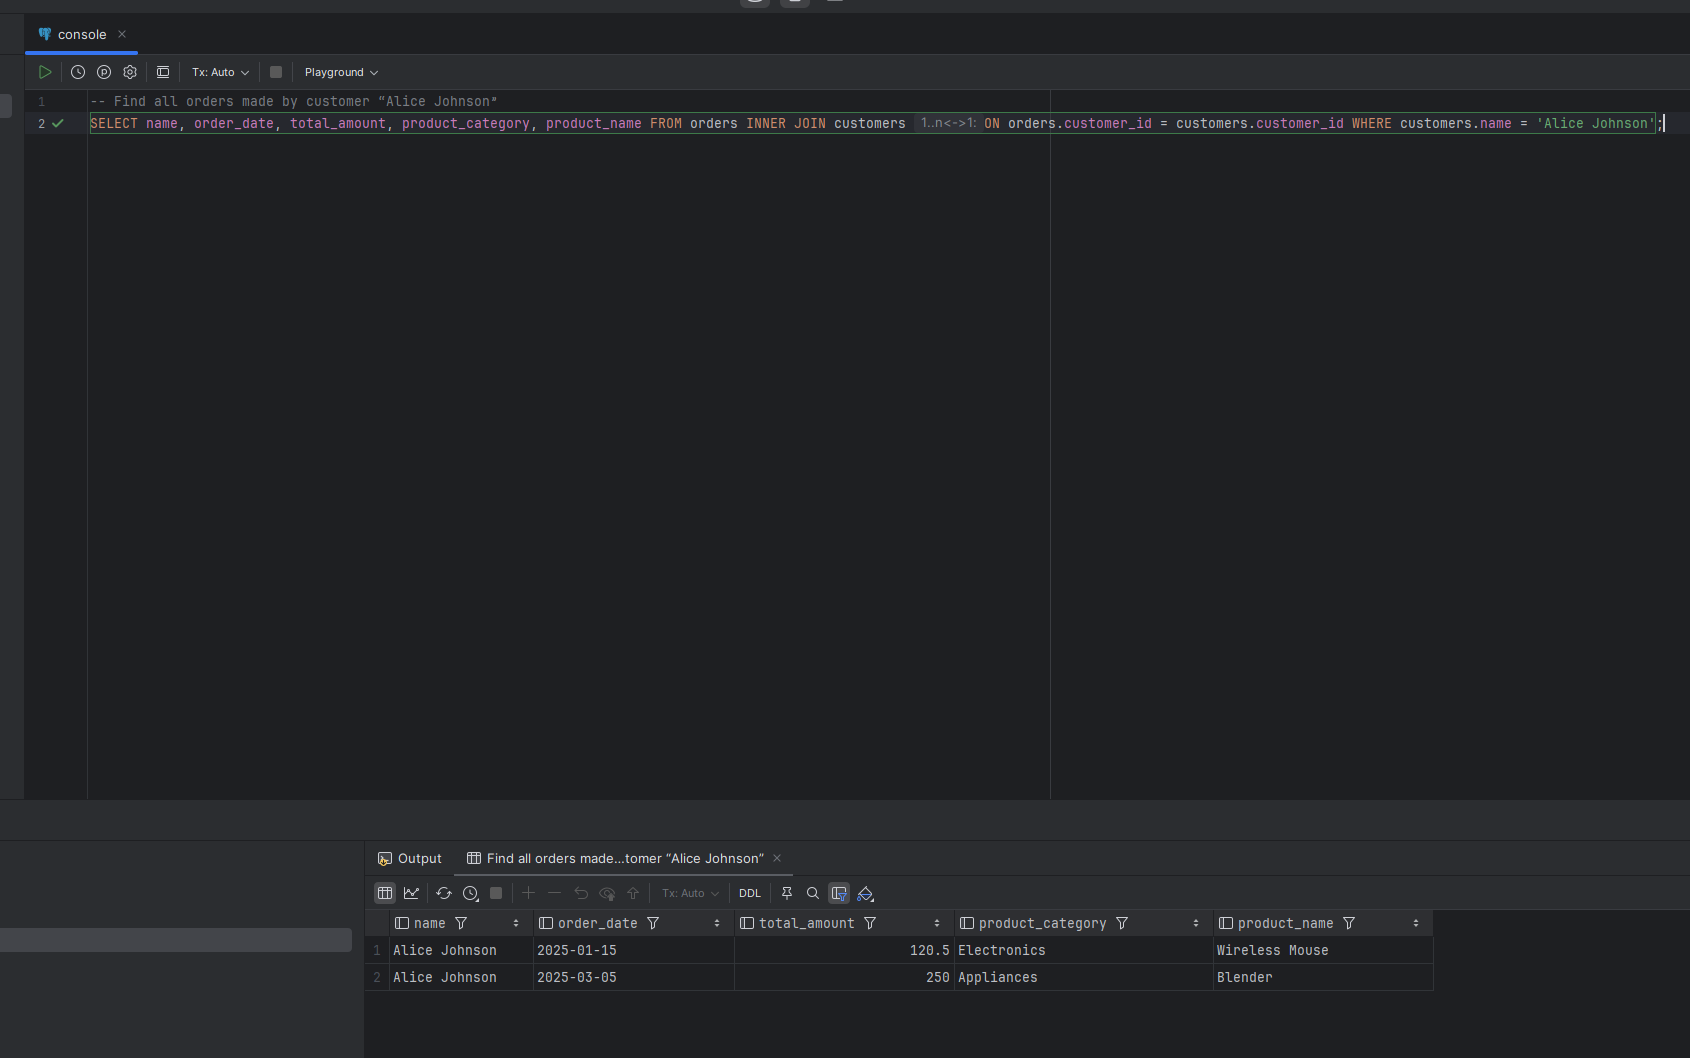 console
Tx: Auto
Playground
1 -- Find all orders made by customer “Alice Johnson”
2 SELECT name, order_date, total_amount, product_category, product_name FROM orders INNER JOIN customers 1..n<->1: ON orders.customer_id = customers.customer_id WHERE customers.name = 'Alice Johnson';
Output Find all orders made...tomer “Alice Johnson”
Tx: Auto DDL
name order_date total_amount product_category product_name
1 Alice Johnson 2025-01-15 120.5 Electronics Wireless Mouse
2 Alice Johnson 2025-03-05 250 Appliances Blender